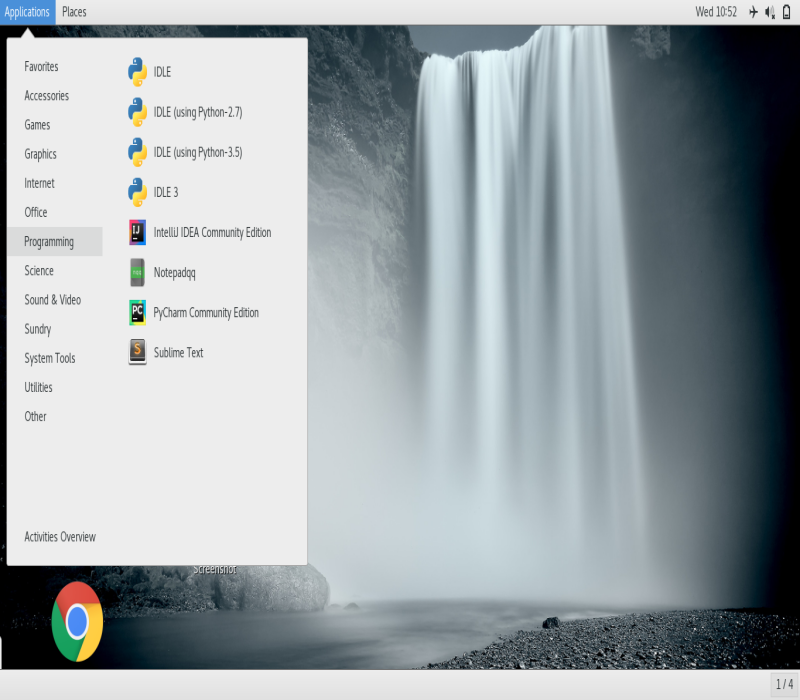 Applications Places Wed 10:52
Favorites
Accessories
Games
Graphics
Internet
Office
Programming
Science
Sound & Video
Sundry
System Tools
Utilities
Other
Activities Overview
IDLE
IDLE (using Python-2.7)
IDLE (using Python-3.5)
IDLE 3
IJ
IntelliJ IDEA Community Edition
Notepadqq
PC
PyCharm Community Edition
S
Sublime Text
Screenshot
1 / 4